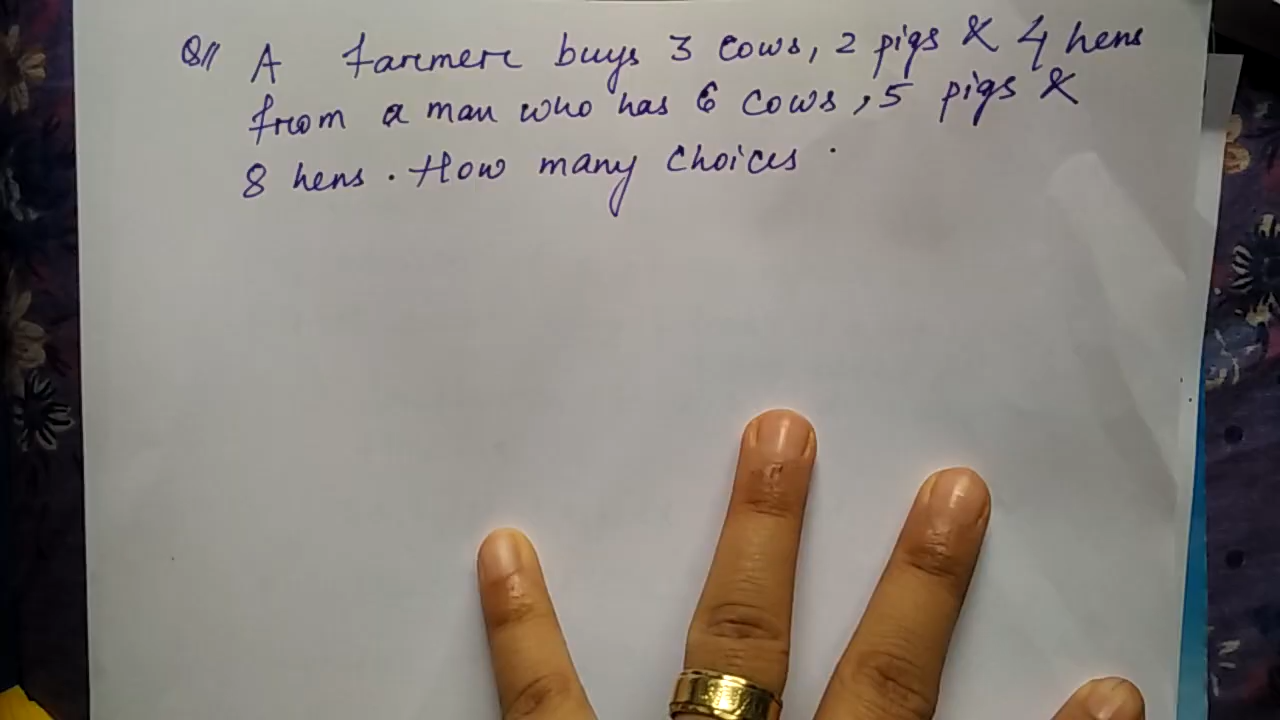 Q// A farmer buys 3 cows, 2 pigs & 4 hens
from a man who has 6 cows, 5 pigs &
8 hens. How many choices.